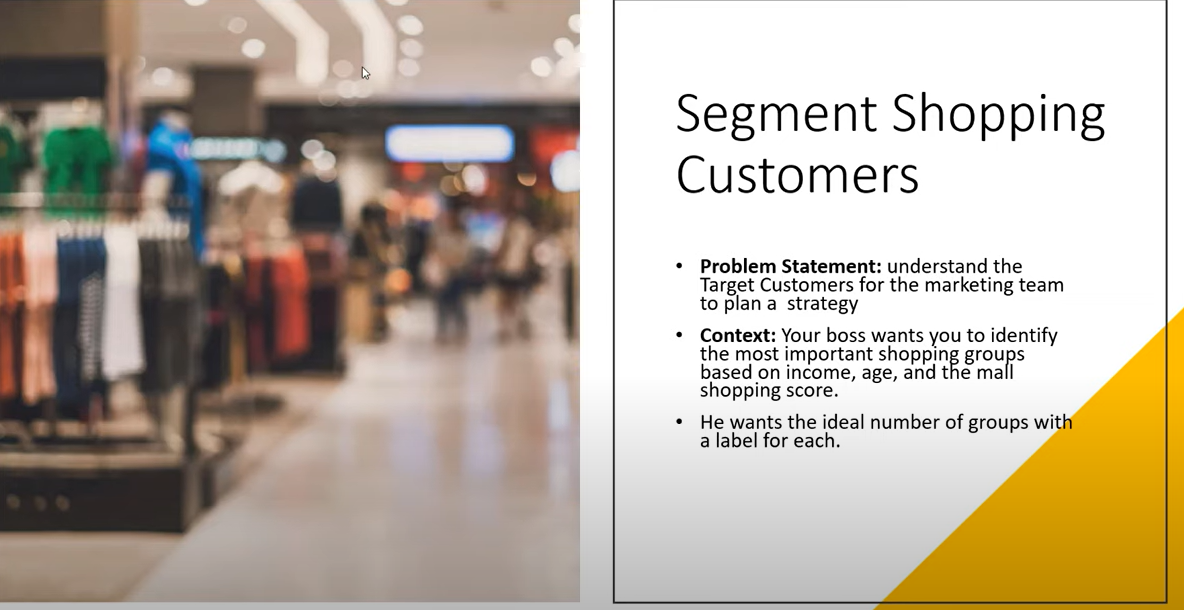 Segment Shopping
Customers
• Problem Statement: understand the
Target Customers for the marketing team
to plan a  strategy
• Context: Your boss wants you to identify
the most important shopping groups
based on income, age, and the mall
shopping score.
• He wants the ideal number of groups with
a label for each.